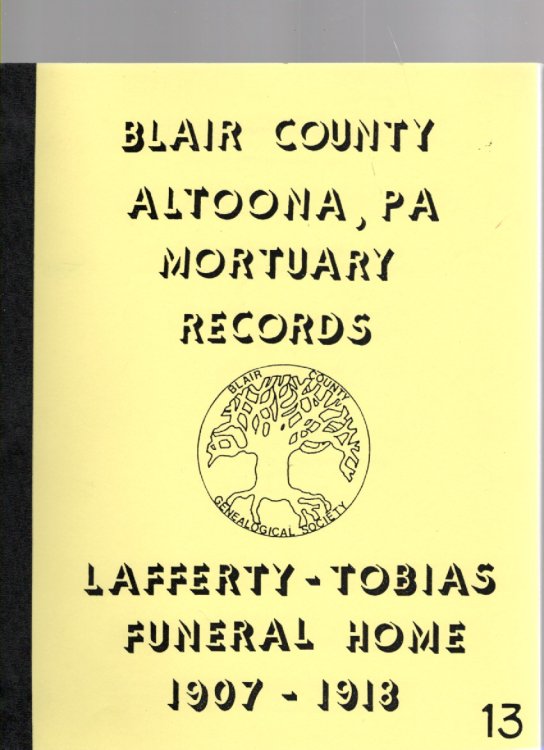 BLAIR COUNTY
ALTOONA, PA
MORTUARY
RECORDS
BLAIR COUNTY
GENEALOGICAL SOCIETY
LAFFERTY-TOBIAS
FUNERAL HOME
1907-1918
13